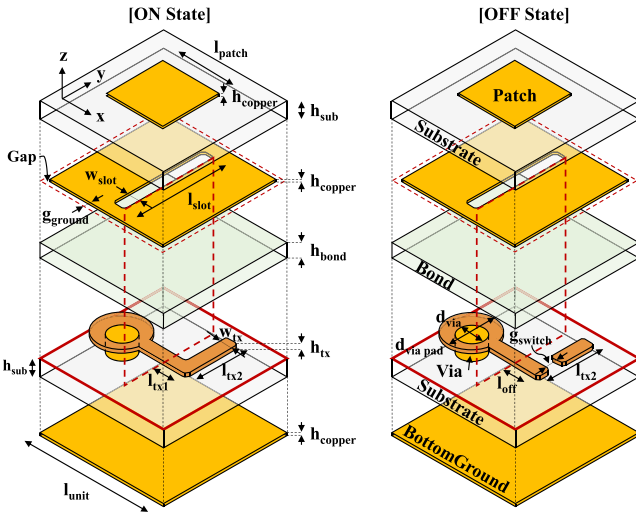 [ON State]
[OFF State]
z
y
x
l_patch
h_copper
h_sub
Patch
Substrate
Gap
w_slot
l_slot
g_ground
h_copper
h_bond
Bond
w_tx
h_tx
h_sub
l_tx1
l_tx2
d_via
d_via pad
g_switch
Via
l_off
l_tx2
Substrate
h_copper
BottomGround
l_unit